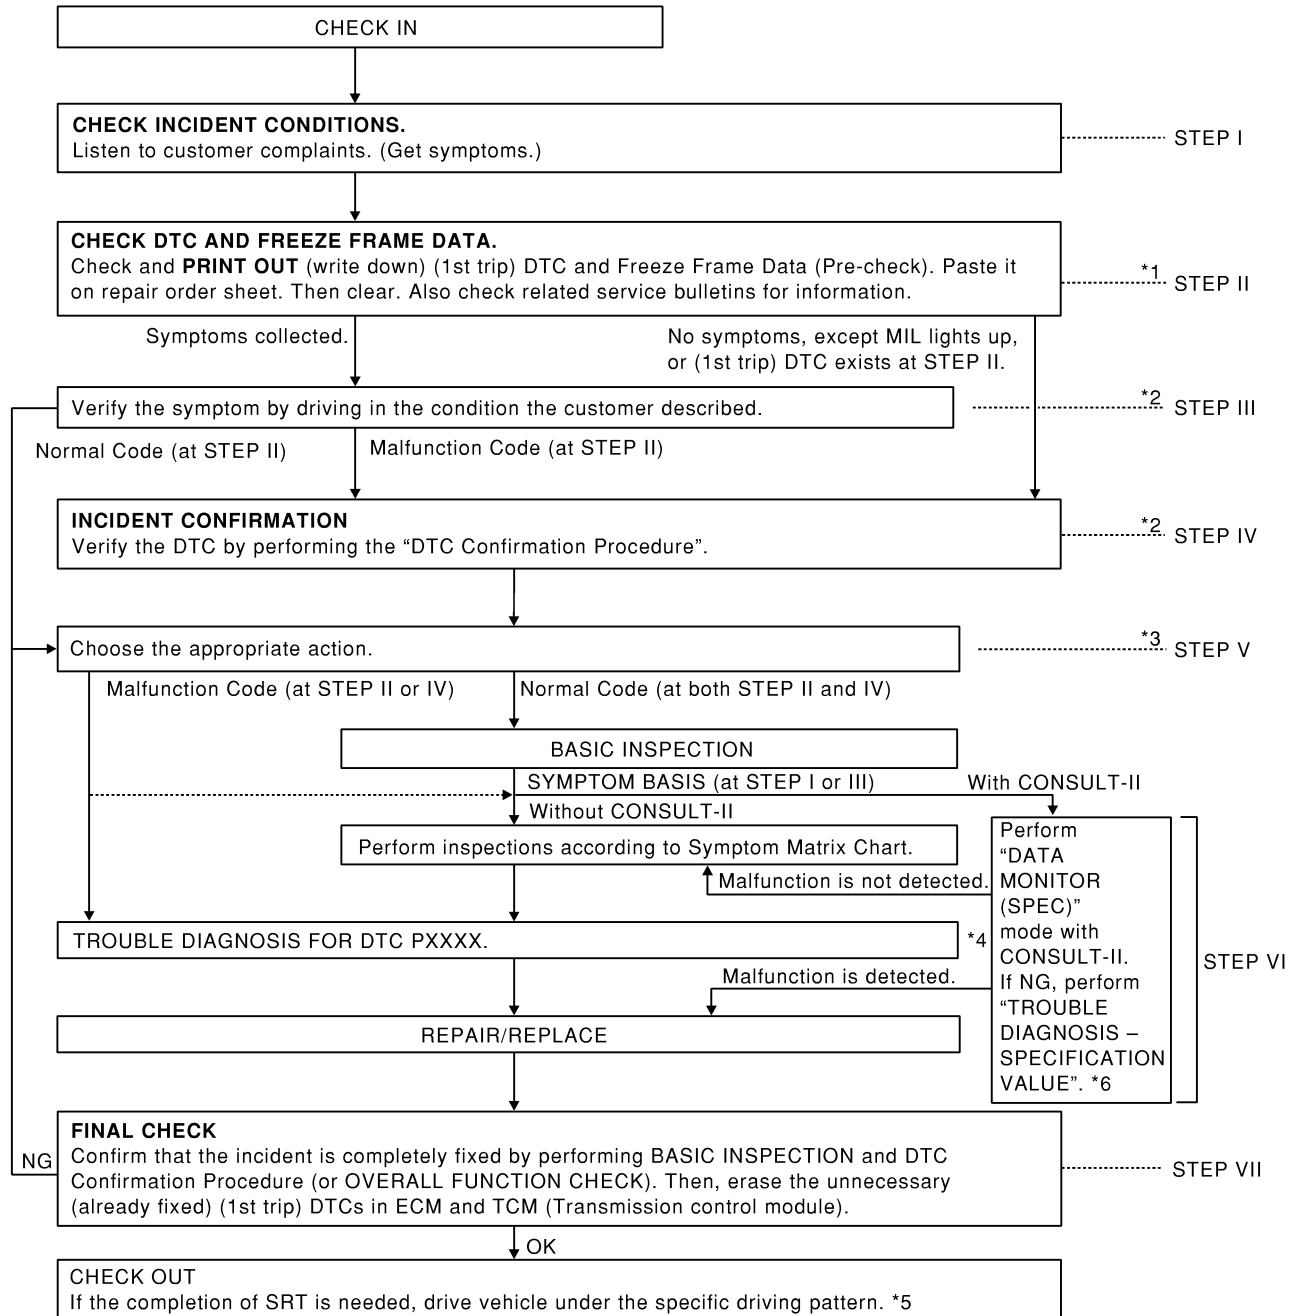 CHECK IN
CHECK INCIDENT CONDITIONS.
Listen to customer complaints. (Get symptoms.)
STEP I
CHECK DTC AND FREEZE FRAME DATA.
Check and PRINT OUT (write down) (1st trip) DTC and Freeze Frame Data (Pre-check). Paste it
on repair order sheet. Then clear. Also check related service bulletins for information.
*1
STEP II
Symptoms collected.
No symptoms, except MIL lights up,
or (1st trip) DTC exists at STEP II.
Verify the symptom by driving in the condition the customer described.
*2
STEP III
Normal Code (at STEP II)
Malfunction Code (at STEP II)
INCIDENT CONFIRMATION
Verify the DTC by performing the “DTC Confirmation Procedure”.
*2
STEP IV
Choose the appropriate action.
*3
STEP V
Malfunction Code (at STEP II or IV)
Normal Code (at both STEP II and IV)
BASIC INSPECTION
SYMPTOM BASIS (at STEP I or III)
With CONSULT-II
Without CONSULT-II
Perform inspections according to Symptom Matrix Chart.
Malfunction is not detected.
Perform
“DATA
MONITOR
(SPEC)”
mode with
CONSULT-II.
If NG, perform
“TROUBLE
DIAGNOSIS –
SPECIFICATION
VALUE”. *6
STEP VI
TROUBLE DIAGNOSIS FOR DTC PXXXX.
*4
Malfunction is detected.
REPAIR/REPLACE
FINAL CHECK
Confirm that the incident is completely fixed by performing BASIC INSPECTION and DTC
Confirmation Procedure (or OVERALL FUNCTION CHECK). Then, erase the unnecessary
(already fixed) (1st trip) DTCs in ECM and TCM (Transmission control module).
NG
STEP VII
OK
CHECK OUT
If the completion of SRT is needed, drive vehicle under the specific driving pattern. *5